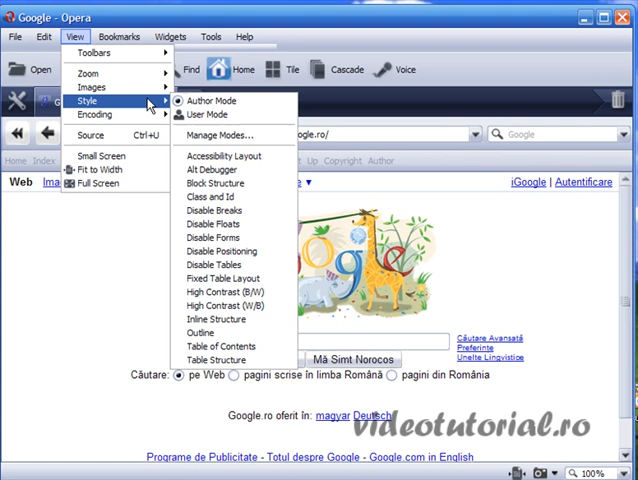 Google - Opera
File Edit View Bookmarks Widgets Tools Help
Open Find Home Tile Cascade Voice
Toolbars
Zoom
Images
Style
Encoding
Source Ctrl+U
Small Screen
Fit to Width
Full Screen
Author Mode
User Mode
Manage Modes...
Accessibility Layout
Alt Debugger
Block Structure
Class and Id
Disable Breaks
Disable Floats
Disable Forms
Disable Positioning
Disable Tables
Fixed Table Layout
High Contrast (B/W)
High Contrast (W/B)
Inline Structure
Outline
Table of Contents
Table Structure
G
gle.ro/ Google
Home Index Up Copyright Author
Web Ima iGoogle | Autentificare
Google
Căutare Avansată
Preferinţe
Unelte Lingvistice
Mă Simt Norocos
Căutare: pe Web pagini scrise în limba Română pagini din România
Google.ro oferit în: magyar Deutsch
videotutorial.ro
Programe de Publicitate - Totul despre Google - Google.com in English
100%